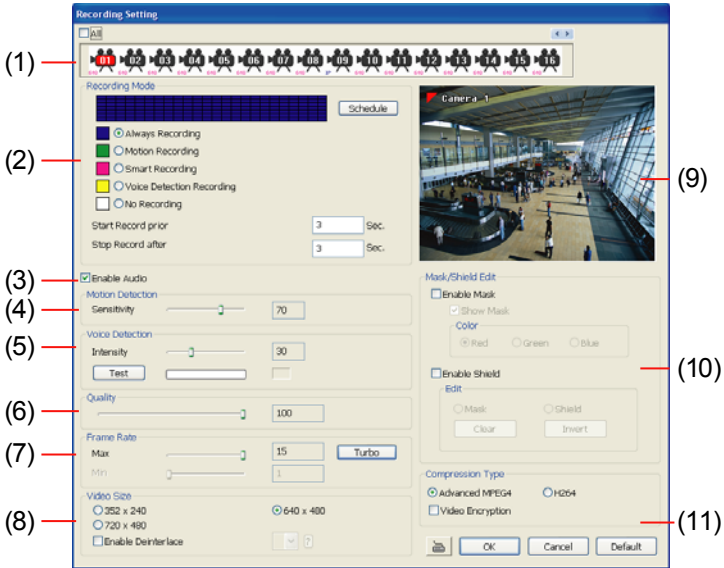 Recording Setting
All
(1)
01 02 03 04 05 06 07 08 09 10 11 12 13 14 15 16
Recording Mode
Schedule
(2)
Always Recording
Motion Recording
Smart Recording
Voice Detection Recording
No Recording
Start Record prior 3 Sec.
Stop Record after 3 Sec.
Camera 1
(9)
(3)
Enable Audio
Motion Detection
(4)
Sensitivity 70
Voice Detection
(5)
Intensity 30
Test
Quality
(6)
100
Frame Rate
(7)
Max 15 Turbo
Min 1
Video Size
(8)
352 x 240 640 x 480
720 x 480
Enable Deinterlace ?
Mask/Shield Edit
Enable Mask
Show Mask
Color
Red Green Blue
(10)
Enable Shield
Edit
Mask Shield
Clear Invert
Compression Type
Advanced MPEG4 H264
Video Encryption
(11)
OK Cancel Default